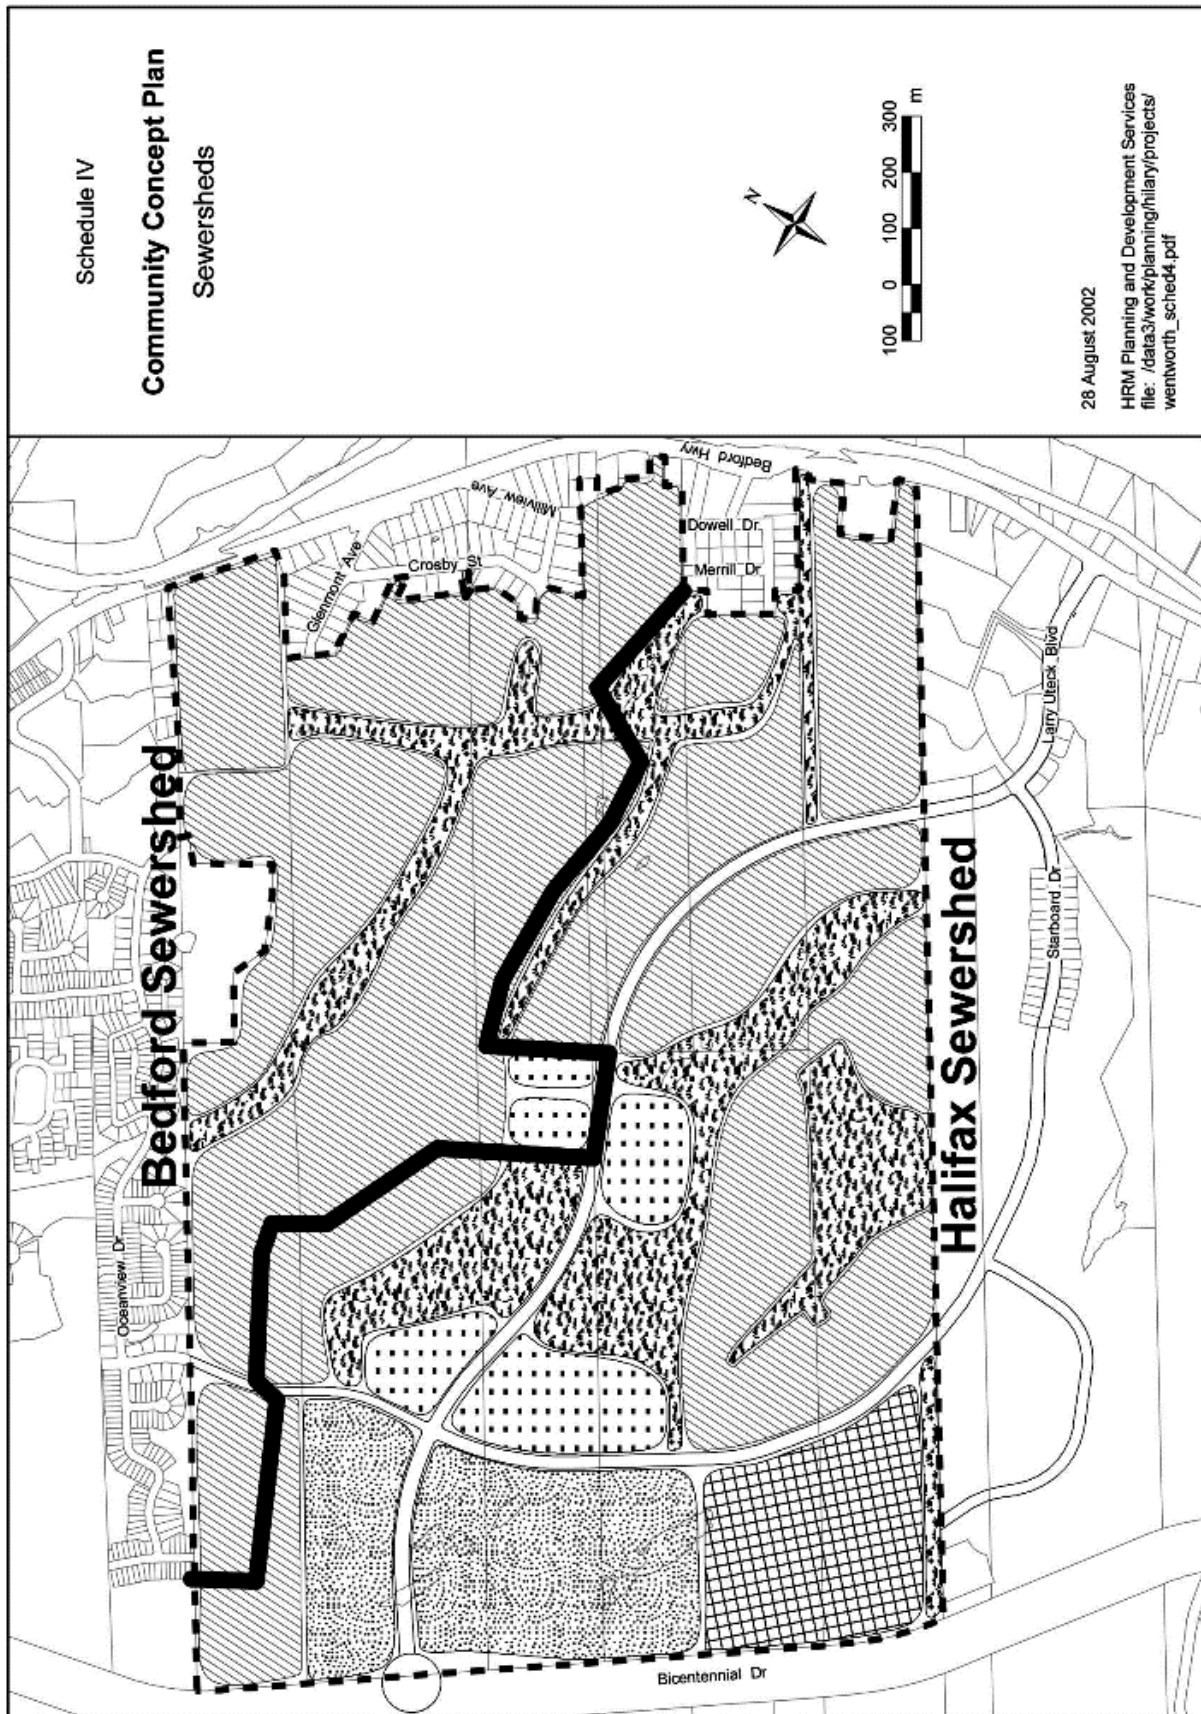 Schedule IV
Community Concept Plan
Sewersheds
N
100 0 100 200 300 m
28 August 2002
HRM Planning and Development Services
file: /data3/work/planning/hilary/projects/
wentworth_sched4.pdf
Bedford Hwy
Millview Ave
Glenmont Ave
Crosby St
Dowell Dr.
Merrill Dr
Larry Uteck Blvd
Bedford Sewershed
Halifax Sewershed
Starboard Dr
Oceanview Dr
Bicentennial Dr